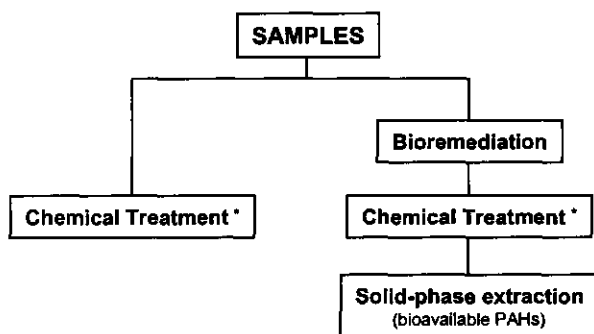 SAMPLES
Bioremediation
Chemical Treatment *
Chemical Treatment *
Solid-phase extraction
(bioavailable PAHs)